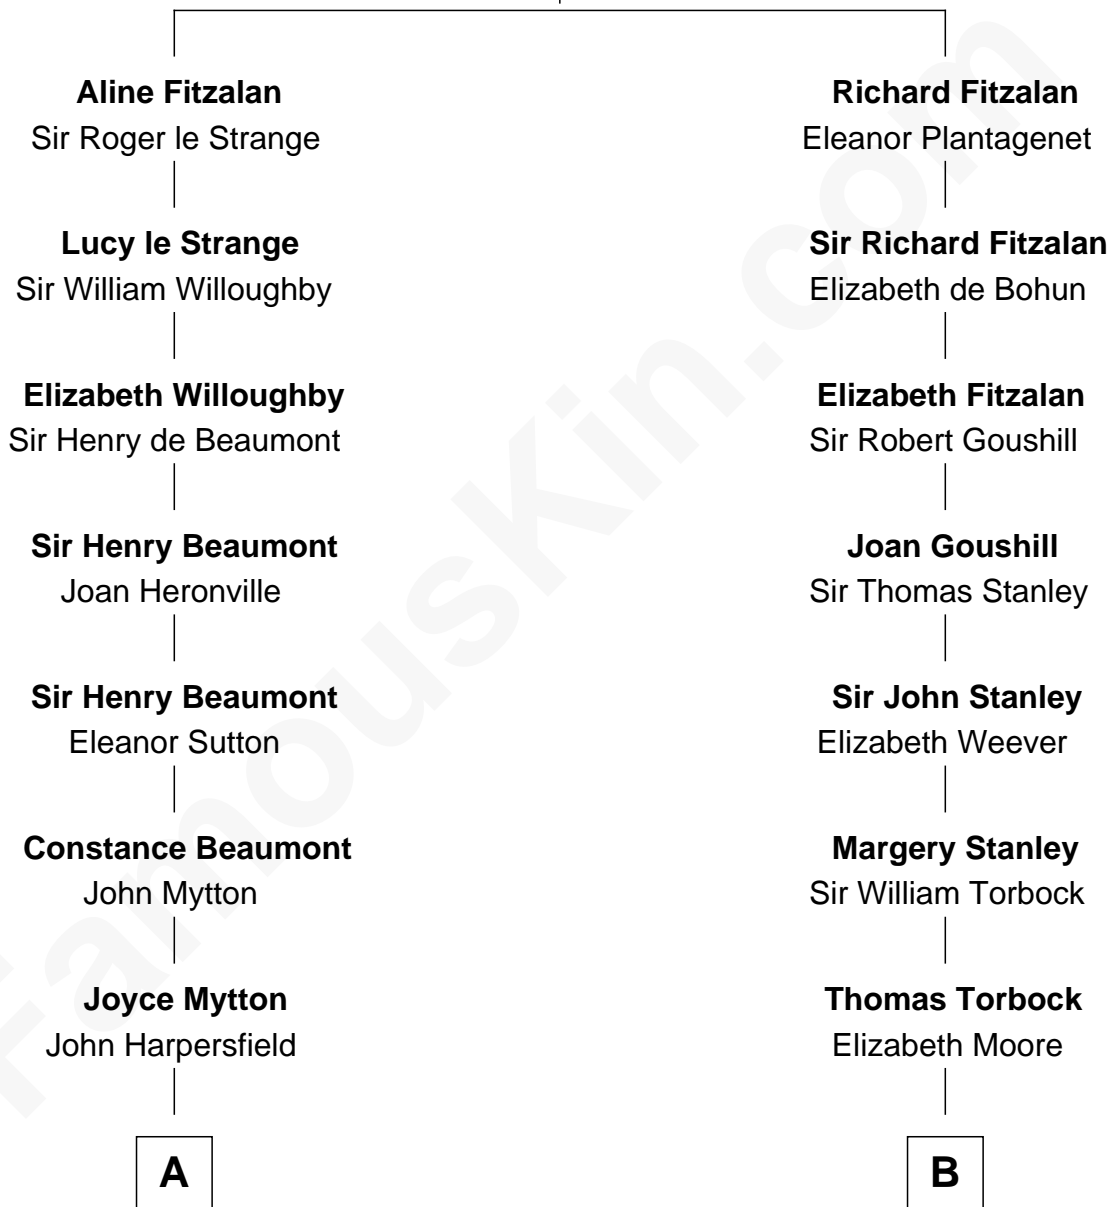 Aline Fitzalan
Sir Roger le Strange
Lucy le Strange
Sir William Willoughby
Elizabeth Willoughby
Sir Henry de Beaumont
Sir Henry Beaumont
Joan Heronville
Sir Henry Beaumont
Eleanor Sutton
Constance Beaumont
John Mytton
Joyce Mytton
John Harpersfield
A
Richard Fitzalan
Eleanor Plantagenet
Sir Richard Fitzalan
Elizabeth de Bohun
Elizabeth Fitzalan
Sir Robert Goushill
Joan Goushill
Sir Thomas Stanley
Sir John Stanley
Elizabeth Weever
Margery Stanley
Sir William Torbock
Thomas Torbock
Elizabeth Moore
B
FamousKin.com